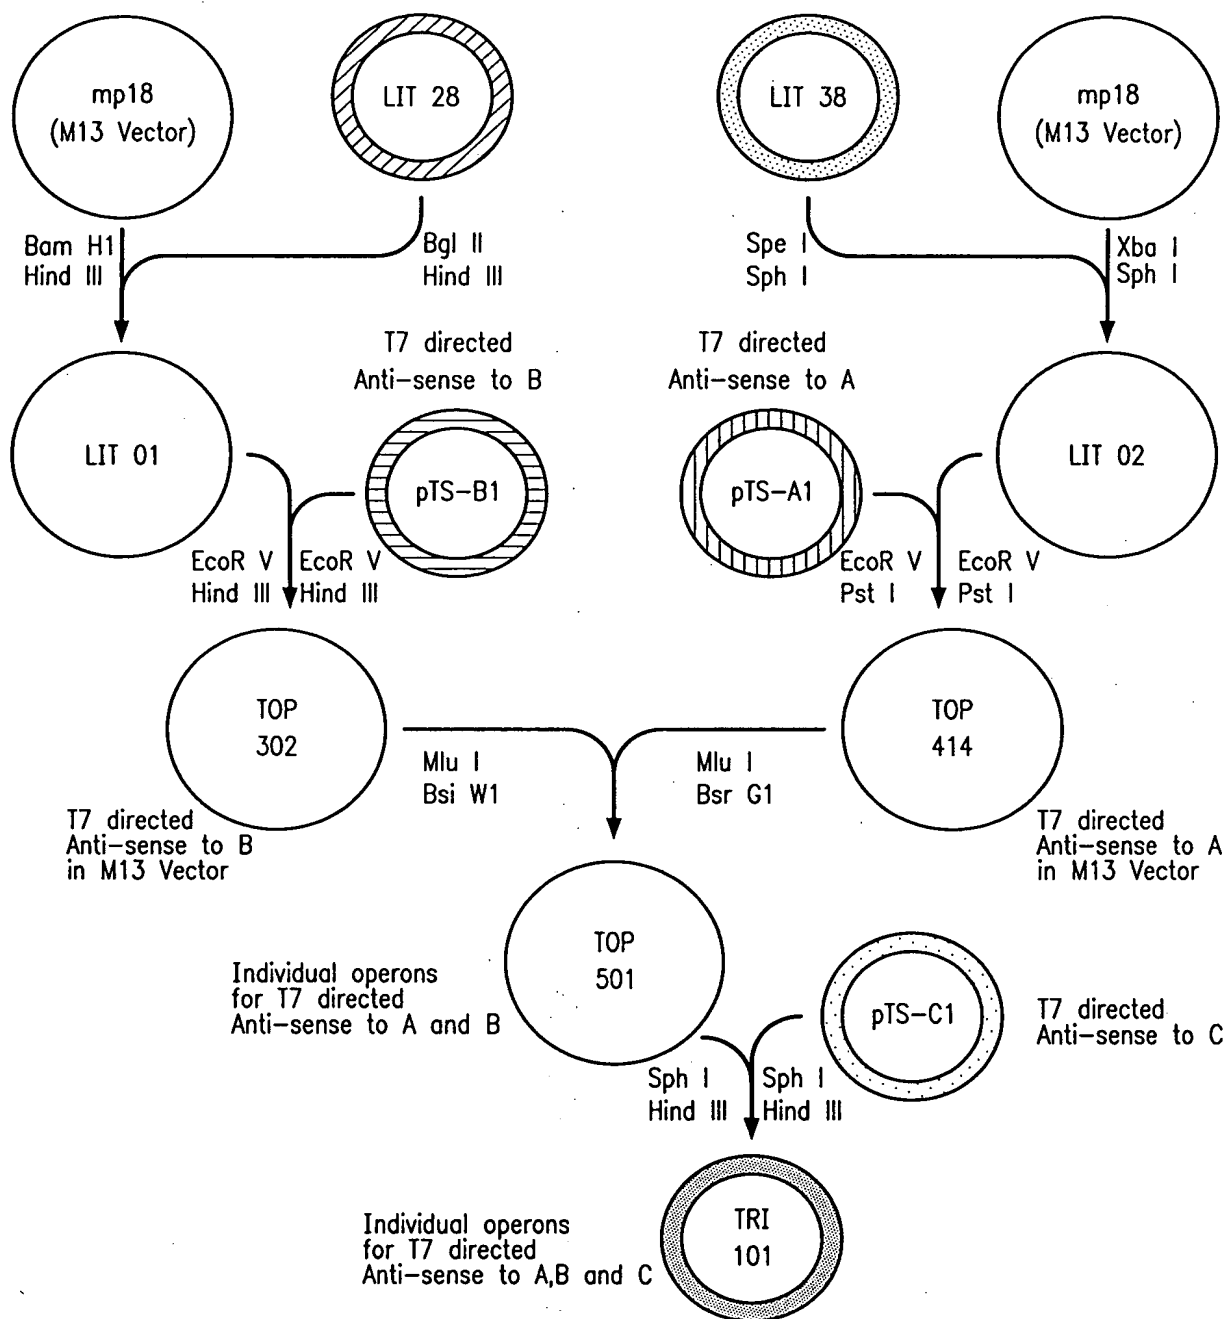 mp18
(M13 Vector)
LIT 28
LIT 38
mp18
(M13 Vector)
Bam H1
Hind III
Bgl II
Hind III
Spe I
Sph I
Xba I
Sph I
T7 directed
Anti-sense to B
T7 directed
Anti-sense to A
LIT 01
pTS-B1
pTS-A1
LIT 02
EcoR V
Hind III
EcoR V
Hind III
EcoR V
Pst I
EcoR V
Pst I
TOP
302
TOP
414
Mlu I
Bsi W1
Mlu I
Bsr G1
T7 directed
Anti-sense to B
in M13 Vector
T7 directed
Anti-sense to A
in M13 Vector
TOP
501
Individual operons
for T7 directed
Anti-sense to A and B
pTS-C1
T7 directed
Anti-sense to C
Sph I
Hind III
Sph I
Hind III
TRI
101
Individual operons
for T7 directed
Anti-sense to A,B and C